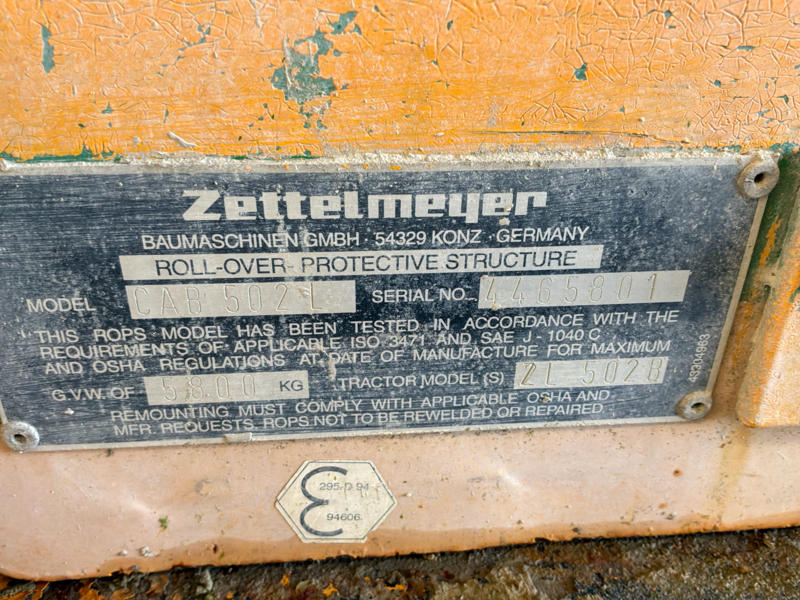 Zettelmeyer
BAUMASCHINEN GMBH · 54329 KONZ · GERMANY
ROLL-OVER- PROTECTIVE STRUCTURE
MODEL CAB 502 L SERIAL NO. 4465801
"THIS ROPS MODEL HAS BEEN TESTED IN ACCORDANCE WITH THE
REQUIREMENTS OF APPLICABLE ISO 3471 AND SAE J - 1040 C
AND OSHA REGULATIONS AT DATE OF MANUFACTURE FOR MAXIMUM
G.V.W. OF 5800 KG TRACTOR MODEL (S) ZL 502B
REMOUNTING MUST COMPLY WITH APPLICABLE OSHA AND-
MFR. REQUESTS. ROPS NOT TO BE REWELDED OR REPAIRED
43304963
295-D 94
94606